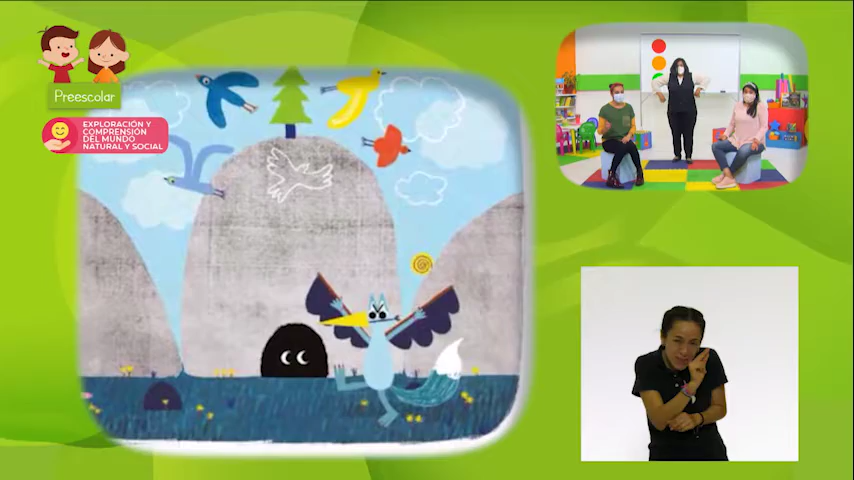 Preescolar
EXPLORACIÓN Y
COMPRENSIÓN
DEL MUNDO
NATURAL Y SOCIAL